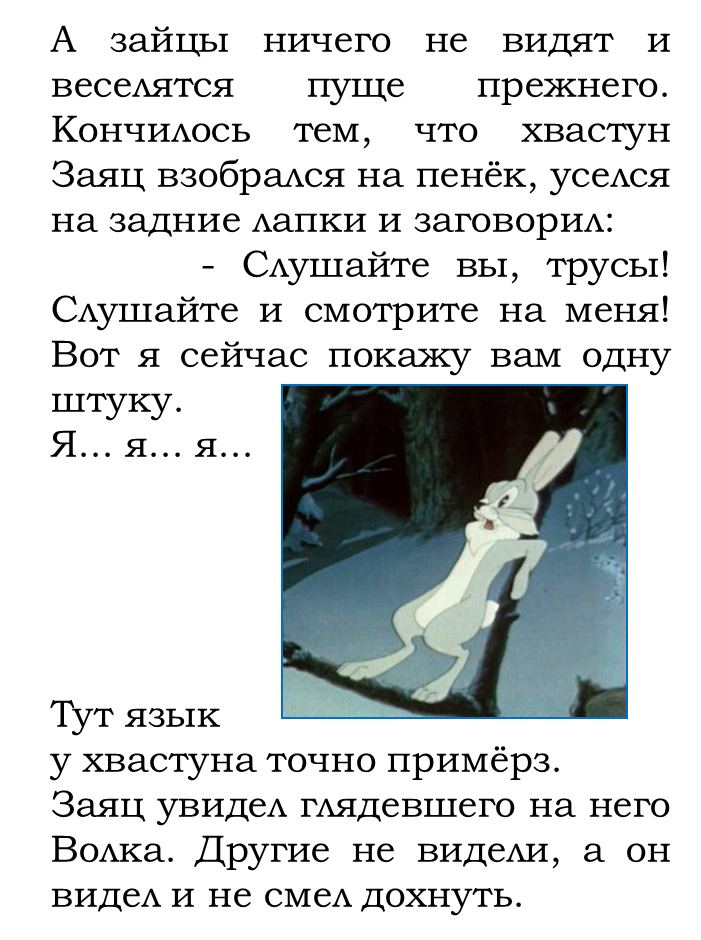 А зайцы ничего не видят и
веселятся пуще прежнего.
Кончилось тем, что хвастун
Заяц взобрался на пенёк, уселся
на задние лапки и заговорил:
- Слушайте вы, трусы!
Слушайте и смотрите на меня!
Вот я сейчас покажу вам одну
штуку.
Я... я... я...
Тут язык
у хвастуна точно примёрз.
Заяц увидел глядевшего на него
Волка. Другие не видели, а он
видел и не смел дохнуть.